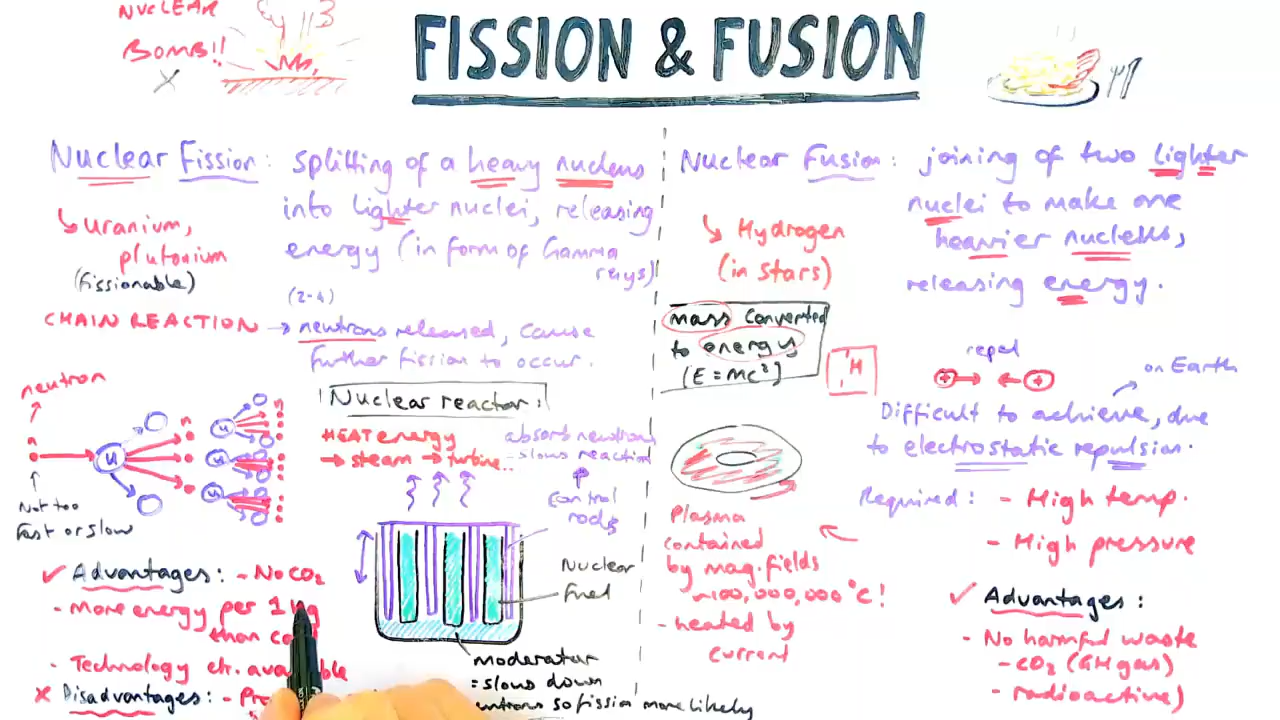 NUCLEAR
BOMB!!
FISSION & FUSION
Nuclear Fission:
splitting of a heavy nucleus
into lighter nuclei, releasing
energy (in form of Gamma
rays)
Uranium,
plutonium
(fissionable)
CHAIN REACTION
(2-4)
neutrons released, cause
further fission to occur.
neutron
n
n
n
u
u
u
u
Not too
Fast or slow
Nuclear reactor:
HEAT energy
→ steam → turbine..
absorb neutrons
- slows reaction
control
rods
Nuclear
Fuel
moderator
= slows down
so fission more likely
✓ Advantages: - No CO2
- More energy per 1
than
- Technology etc.
✗ Disadvantages: -
Nuclear Fusion:
joining of two lighter
nuclei to make one
heavier nucleus,
releasing energy.
Hydrogen
(in stars)
mass converted
to energy
(E = mc²)
H
repel
+ +
on Earth
Difficult to achieve, due
to electrostatic repulsion.
Required: - High temp.
- High pressure
Plasma
contained
by mag. fields
~100,000,000 °C!
- heated by
current
✓ Advantages:
- No harmful waste
- CO2 (GH gas)
- radioactive)